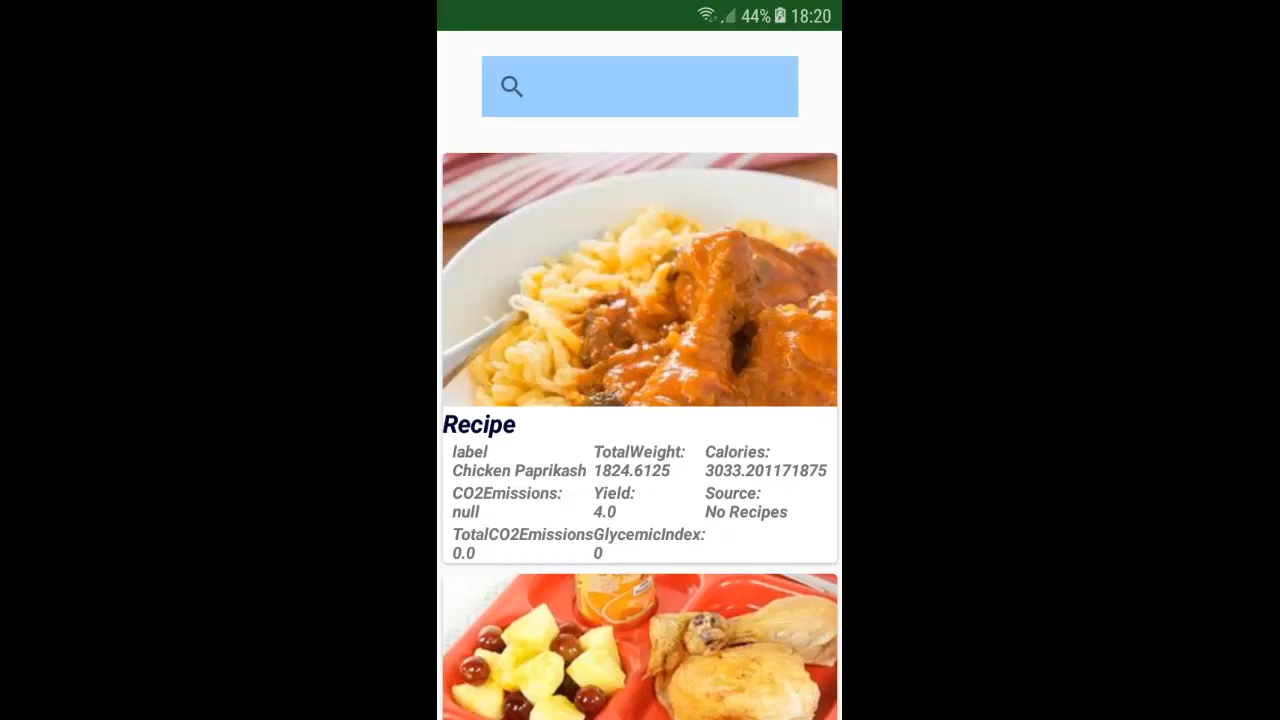 44% 18:20
Recipe
label TotalWeight: Calories:
Chicken Paprikash 1824.6125 3033.201171875
CO2Emissions: Yield: Source:
null 4.0 No Recipes
TotalCO2EmissionsGlycemicIndex:
0.0 0